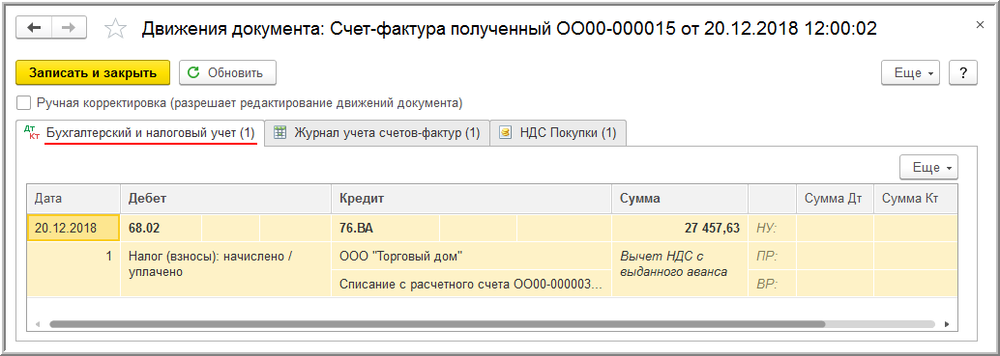 Движения документа: Счет-фактура полученный ОО00-000015 от 20.12.2018 12:00:02
×
Записать и закрыть Обновить Еще ?
Ручная корректировка (разрешает редактирование движений документа)
Дт Кт Бухгалтерский и налоговый учет (1) Журнал учета счетов-фактур (1) НДС Покупки (1)
Еще
Дата Дебет Кредит Сумма Сумма Дт Сумма Кт
20.12.2018 68.02 76.ВА 27 457,63 НУ:
1 Налог (взносы): начислено / ООО "Торговый дом" Вычет НДС с ПР:
уплачено выданного аванса
Списание с расчетного счета ОО00-000003... ВР: